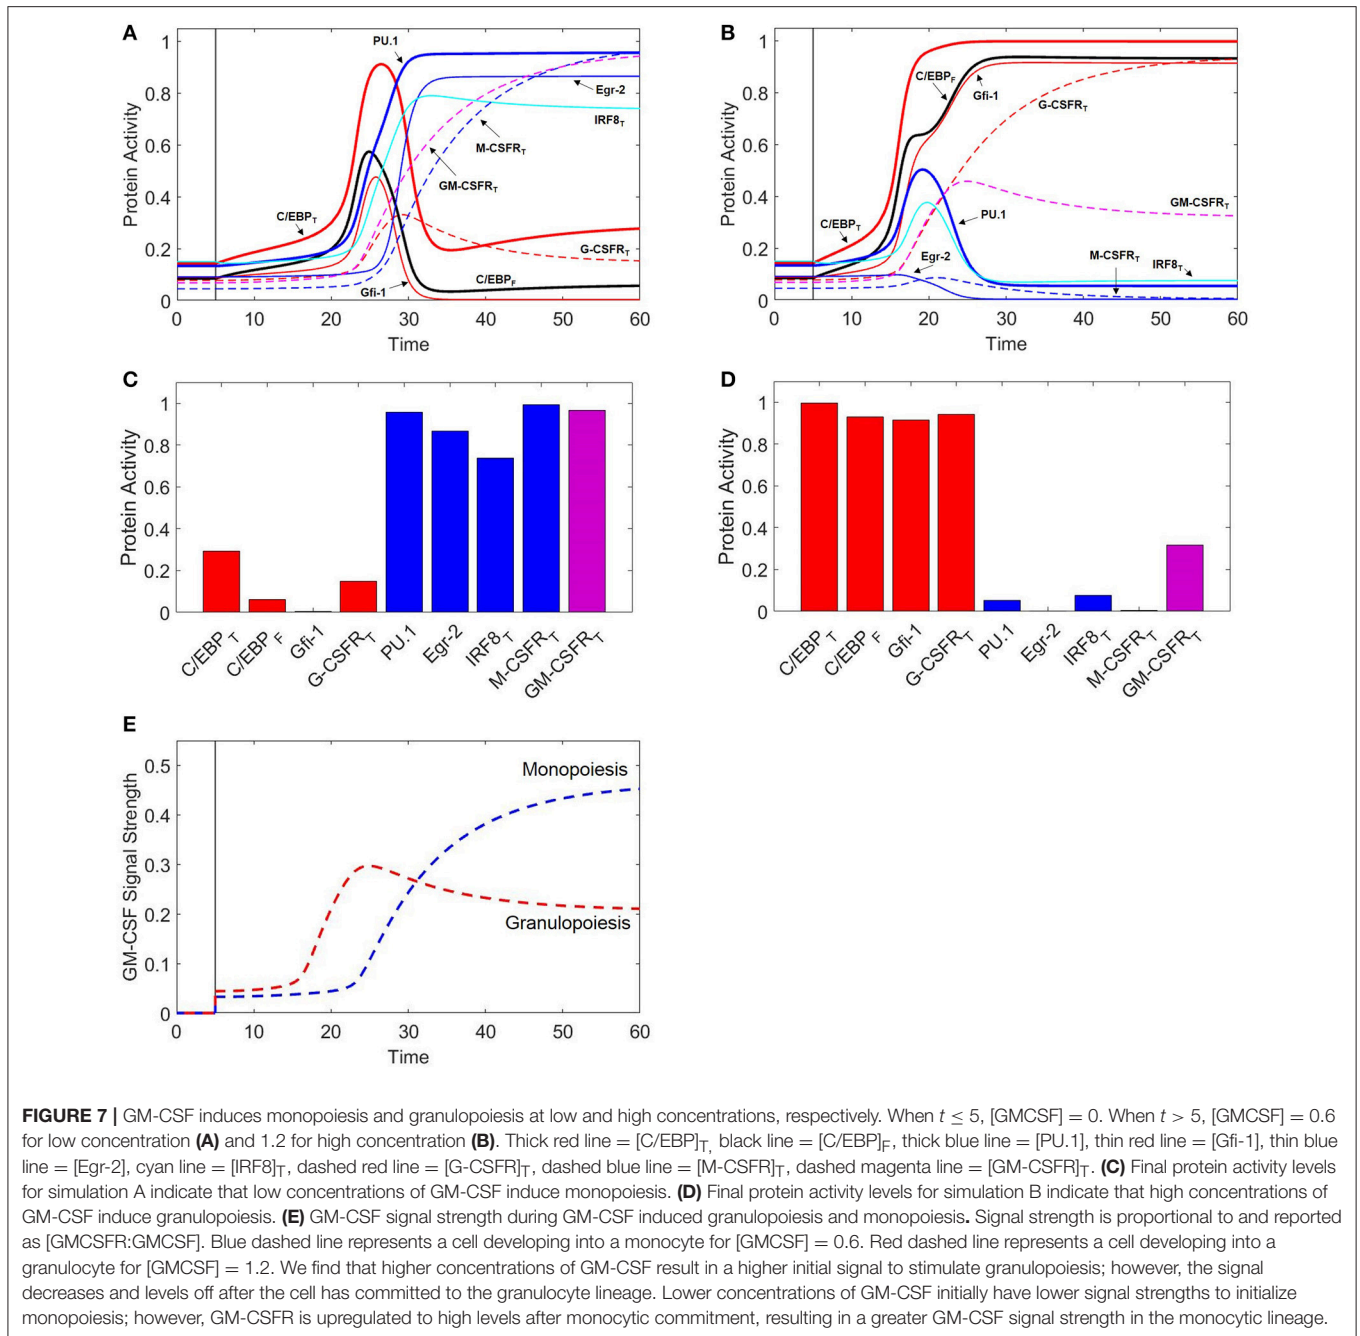 A
1
0.8
0.6
0.4
0.2
0
Protein Activity
0 10 20 30 40 50 60
Time
PU.1
Egr-2
IRF8T
M-CSFRT
GM-CSFRT
C/EBPT
G-CSFRT
C/EBPF
Gfi-1
B
1
0.8
0.6
0.4
0.2
0
Protein Activity
0 10 20 30 40 50 60
Time
C/EBPF
Gfi-1
G-CSFRT
GM-CSFRT
PU.1
C/EBPT
Egr-2
M-CSFRT
IRF8T
C
1
0.8
0.6
0.4
0.2
0
Protein Activity
C/EBPT C/EBPF Gfi-1 G-CSFRT PU.1 Egr-2 IRF8T M-CSFRT GM-CSFRT
D
1
0.8
0.6
0.4
0.2
0
Protein Activity
C/EBPT C/EBPF Gfi-1 G-CSFRT PU.1 Egr-2 IRF8T M-CSFRT GM-CSFRT
E
0.5
0.4
0.3
0.2
0.1
0
GM-CSF Signal Strength
0 10 20 30 40 50 60
Time
Monopoiesis
Granulopoiesis
FIGURE 7 | GM-CSF induces monopoiesis and granulopoiesis at low and high concentrations, respectively. When t ≤ 5, [GMCSF] = 0. When t > 5, [GMCSF] = 0.6
for low concentration (A) and 1.2 for high concentration (B). Thick red line = [C/EBP]T, black line = [C/EBP]F, thick blue line = [PU.1], thin red line = [Gfi-1], thin blue
line = [Egr-2], cyan line = [IRF8]T, dashed red line = [G-CSFR]T, dashed blue line = [M-CSFR]T, dashed magenta line = [GM-CSFR]T. (C) Final protein activity levels
for simulation A indicate that low concentrations of GM-CSF induce monopoiesis. (D) Final protein activity levels for simulation B indicate that high concentrations of
GM-CSF induce granulopoiesis. (E) GM-CSF signal strength during GM-CSF induced granulopoiesis and monopoiesis. Signal strength is proportional to and reported
as [GMCSFR:GMCSF]. Blue dashed line represents a cell developing into a monocyte for [GMCSF] = 0.6. Red dashed line represents a cell developing into a
granulocyte for [GMCSF] = 1.2. We find that higher concentrations of GM-CSF result in a higher initial signal to stimulate granulopoiesis; however, the signal
decreases and levels off after the cell has committed to the granulocyte lineage. Lower concentrations of GM-CSF initially have lower signal strengths to initialize
monopoiesis; however, GM-CSFR is upregulated to high levels after monocytic commitment, resulting in a greater GM-CSF signal strength in the monocytic lineage.